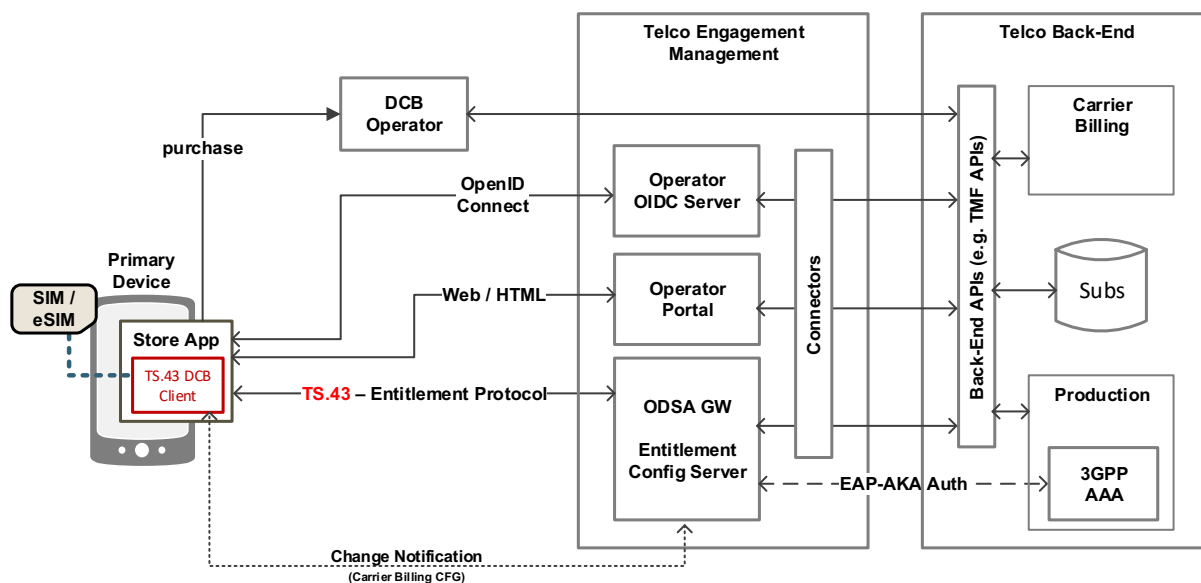 Telco Engagement
Management
Telco Back-End
DCB
Operator
Carrier
Billing
purchase
OpenID
Connect
Operator
OIDC Server
Primary
Device
SIM /
eSIM
Web / HTML
Operator
Portal
Connectors
Back-End APIs (e.g. TMF APIs)
Subs
Store App
TS.43 DCB
Client
TS.43 – Entitlement Protocol
ODSA GW
Entitlement
Config Server
Production
EAP-AKA Auth
3GPP
AAA
Change Notification
(Carrier Billing CFG)